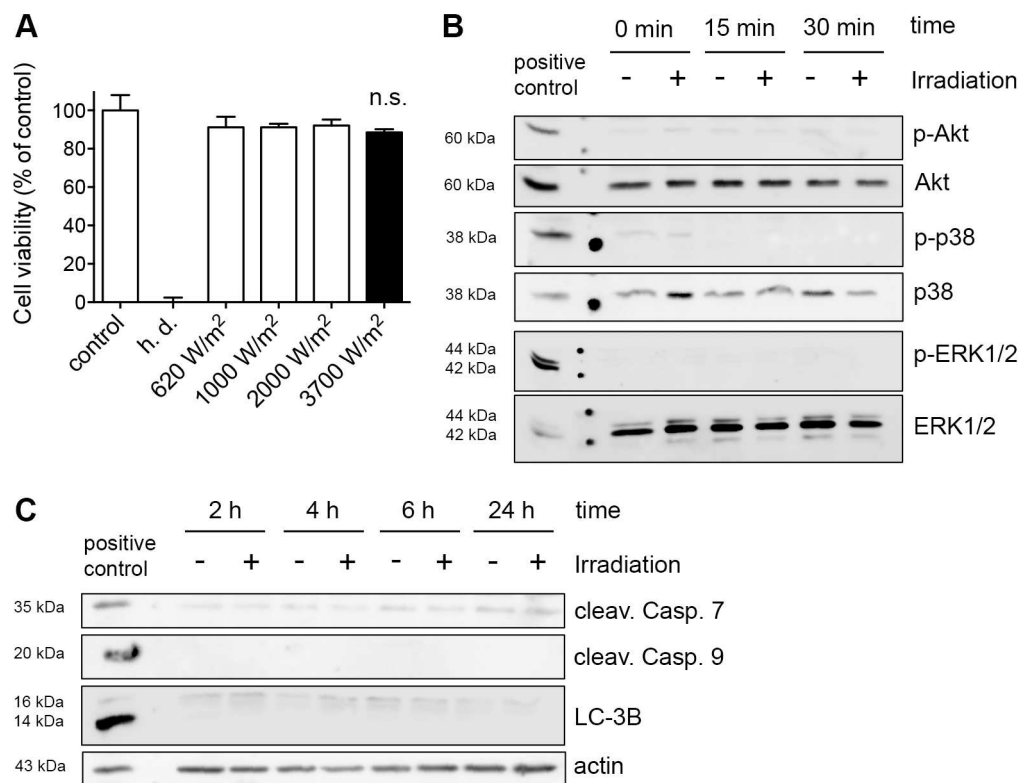 A
Cell viability (% of control)
100
80
60
40
20
0
n.s.
control
h. d.
620 W/m²
1000 W/m²
2000 W/m²
3700 W/m²
B
0 min 15 min 30 min time
positive control
- + - + - + Irradiation
60 kDa p-Akt
60 kDa Akt
38 kDa p-p38
38 kDa p38
44 kDa
42 kDa
p-ERK1/2
44 kDa
42 kDa
ERK1/2
C
2 h 4 h 6 h 24 h time
positive control
- + - + - + - + Irradiation
35 kDa cleav. Casp. 7
20 kDa cleav. Casp. 9
16 kDa
14 kDa
LC-3B
43 kDa actin